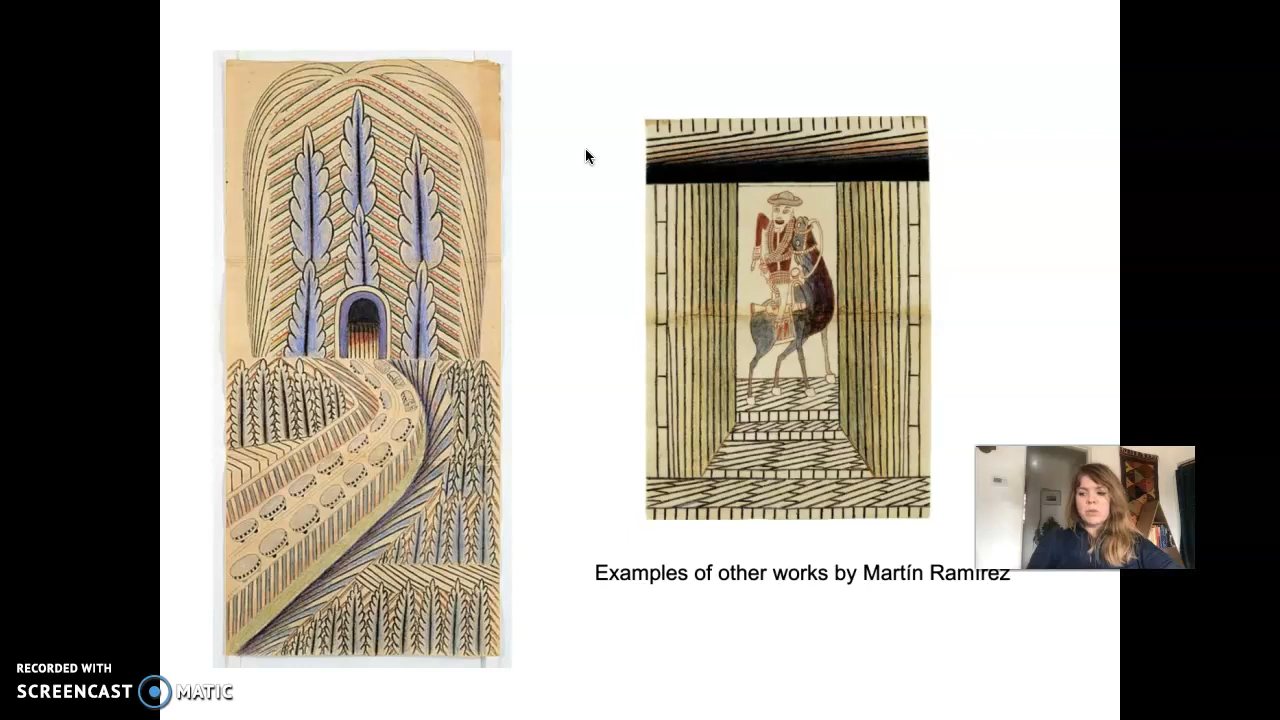 Examples of other works by Martín Ramírez
RECORDED WITH
SCREENCAST MATIC